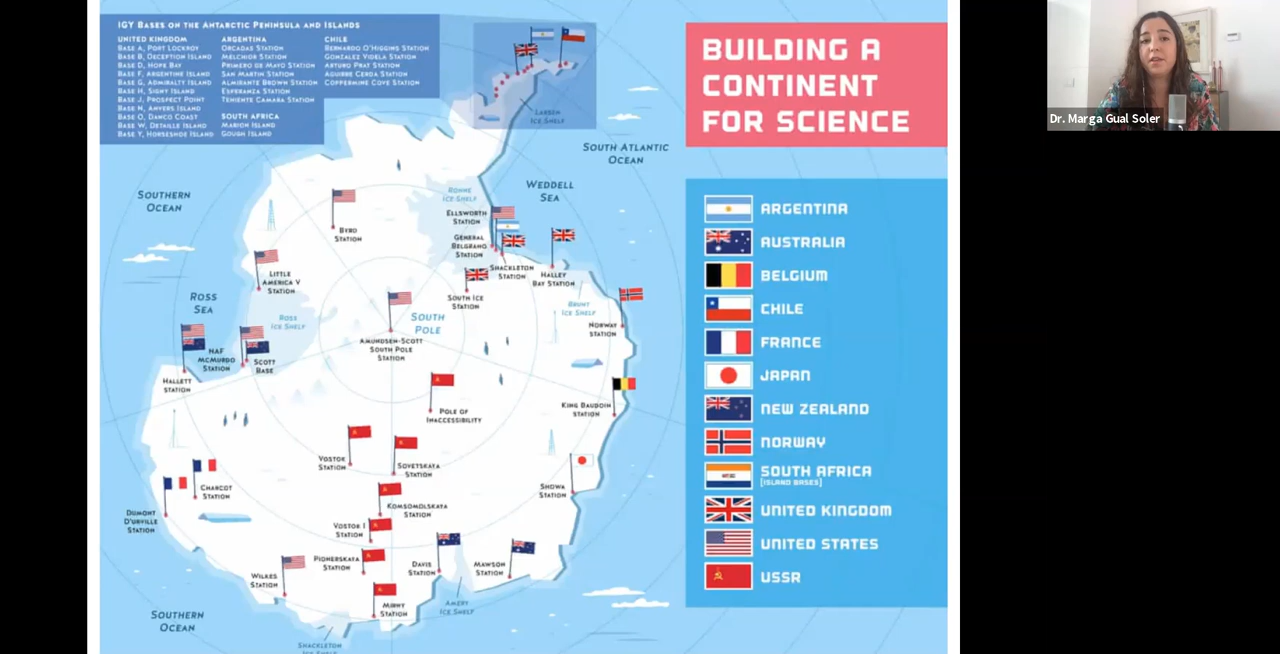 IGY BASES ON THE ANTARCTIC PENINSULA AND ISLANDS
UNITED KINGDOM
BASE A, PORT LOCKROY
BASE B, DECEPTION ISLAND
BASE D, HOPE BAY
BASE F, ARGENTINE ISLAND
BASE G, ADMIRALTY ISLAND
BASE H, SIGNY ISLAND
BASE J, PROSPECT POINT
BASE N, ANVERS ISLAND
BASE O, DANCO COAST
BASE W, DETAILLE ISLAND
BASE Y, HORSESHOE ISLAND
ARGENTINA
ORCADAS STATION
MELCHIOR STATION
PRIMERO DE MAYO STATION
SAN MARTIN STATION
ALMIRANTE BROWN STATION
ESPERANZA STATION
TENIENTE CAMARA STATION
SOUTH AFRICA
MARION ISLAND
GOUGH ISLAND
CHILE
BERNARDO O'HIGGINS STATION
GONZALEZ VIDELA STATION
ARTURO PRAT STATION
AGUIRRE CERDA STATION
COPPERMINE COVE STATION
LARSEN
ICE SHELF
SOUTH ATLANTIC
OCEAN
SOUTHERN
OCEAN
WEDDELL
SEA
RONNE
ICE SHELF
ELLSWORTH
STATION
GENERAL
BELGRANO
STATION
SHACKLETON
STATION
HALLEY
BAY STATION
BYRD
STATION
LITTLE
AMERICA V
STATION
SOUTH ICE
STATION
BRUNT
ICE SHELF
NORWAY
STATION
ROSS
SEA
ROSS
ICE SHELF
SOUTH
POLE
AMUNDSEN-SCOTT
SOUTH POLE
STATION
NAF
MCMURDO
STATION
SCOTT
BASE
HALLETT
STATION
POLE OF
INACCESSIBILITY
KING BAUDOIN
STATION
VOSTOK
STATION
SOVETSKAYA
STATION
SHOWA
STATION
CHARCOT
STATION
DUMONT
D'URVILLE
STATION
KOMSOMOLSKAYA
STATION
VOSTOK I
STATION
PIONERSKAYA
STATION
DAVIS
STATION
MAWSON
STATION
WILKES
STATION
MIRNY
STATION
AMERY
ICE SHELF
SOUTHERN
OCEAN
SHACKLETON
ICE SHELF
BUILDING A
CONTINENT
FOR SCIENCE
ARGENTINA
AUSTRALIA
BELGIUM
CHILE
FRANCE
JAPAN
NEW ZEALAND
NORWAY
SOUTH AFRICA
[ISLAND BASES]
UNITED KINGDOM
UNITED STATES
USSR
Dr. Marga Gual Soler